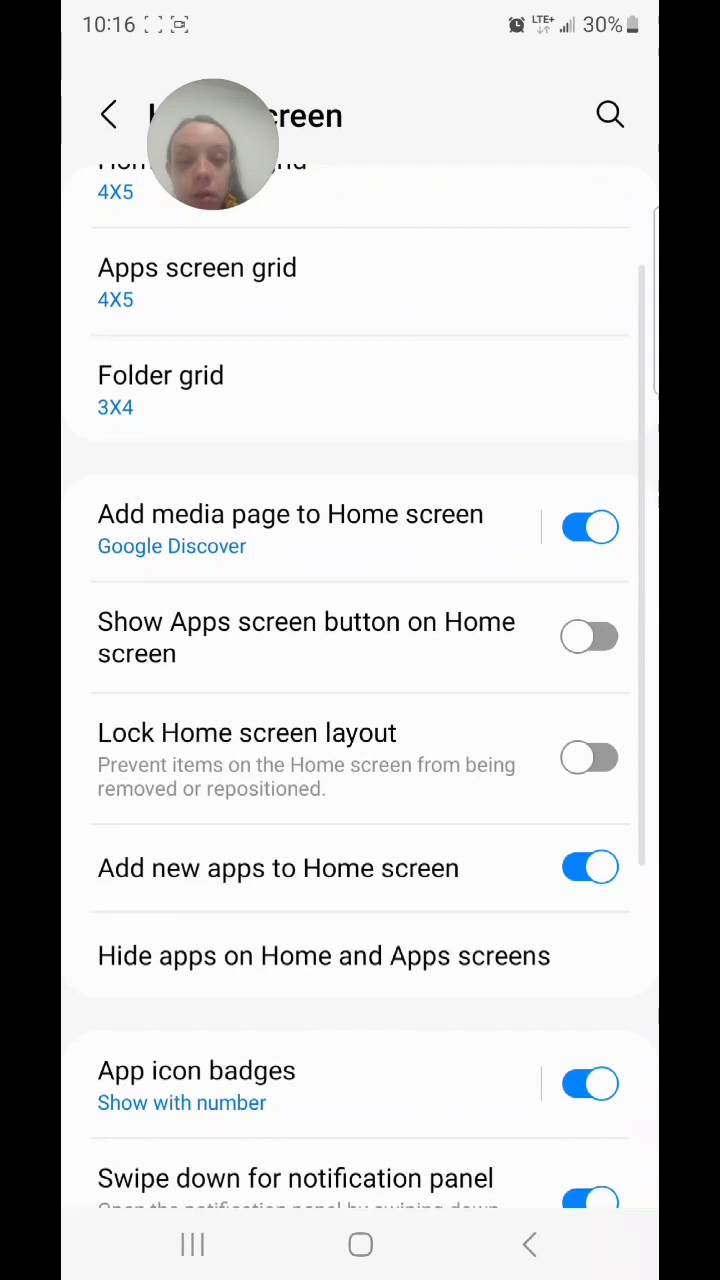 10:16 LTE+ 30%
creen
4X5
Apps screen grid
4X5
Folder grid
3X4
Add media page to Home screen
Google Discover
Show Apps screen button on Home
screen
Lock Home screen layout
Prevent items on the Home screen from being
removed or repositioned.
Add new apps to Home screen
Hide apps on Home and Apps screens
App icon badges
Show with number
Swipe down for notification panel